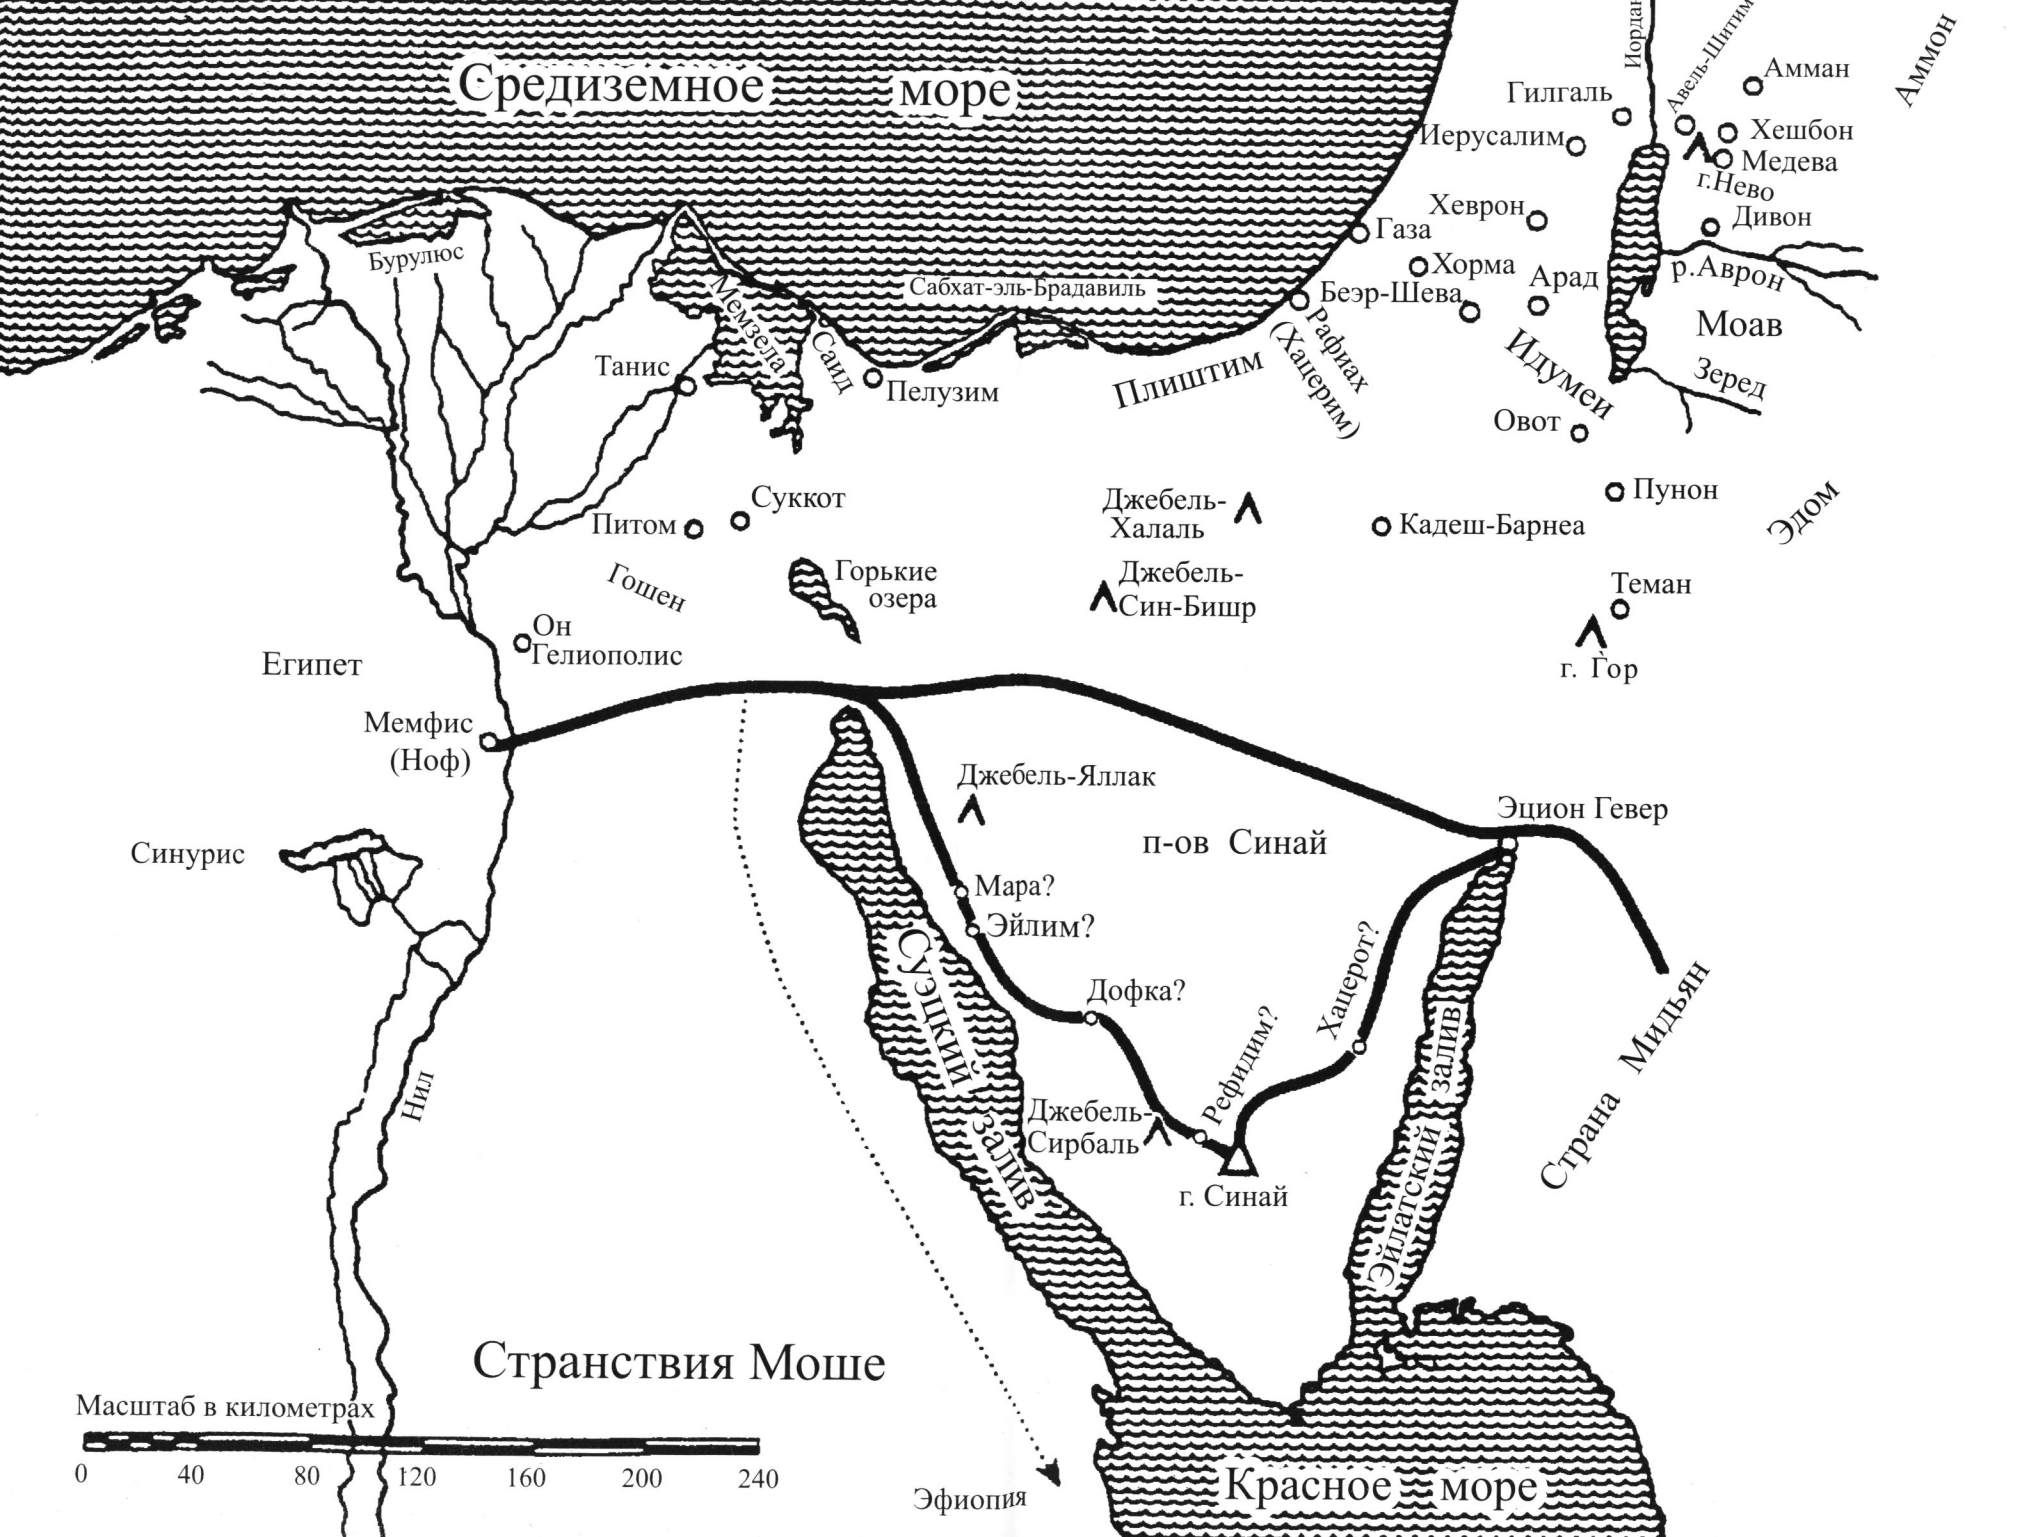 Средиземное море
Иордан
Авель-Шитим
Аммон
Амман
Гилгаль
Хешбон
Иерусалим
Медева
г.Нево
Хеврон
Дивон
Газа
Бурулюс
Хорма
Арад
р.Аврон
Сабхат-эль-Брадавиль
Беэр-Шева
Мемзела
Рафиах
(Хацерим)
Моав
Саид
Идумеи
Танис
Пелузим
Плиштим
Зеред
Овот
Суккот
Джебель-
Халаль
Пунон
Эдом
Питом
Кадеш-Барнеа
Гошен
Горькие
озера
Джебель-
Син-Бишр
Теман
Он
Гелиополис
Египет
г. Гор
Мемфис
(Ноф)
Джебель-Яллак
Эцион Гевер
п-ов Синай
Синурис
Мара?
Эйлим?
Суэцкий залив
Дофка?
Хацерот?
Рефидим?
Эйлатский залив
Страна Мидьян
Нил
Джебель-
Сирбаль
г. Синай
Странствия Моше
Масштаб в километрах
0 40 80 120 160 200 240
Эфиопия
Красное море